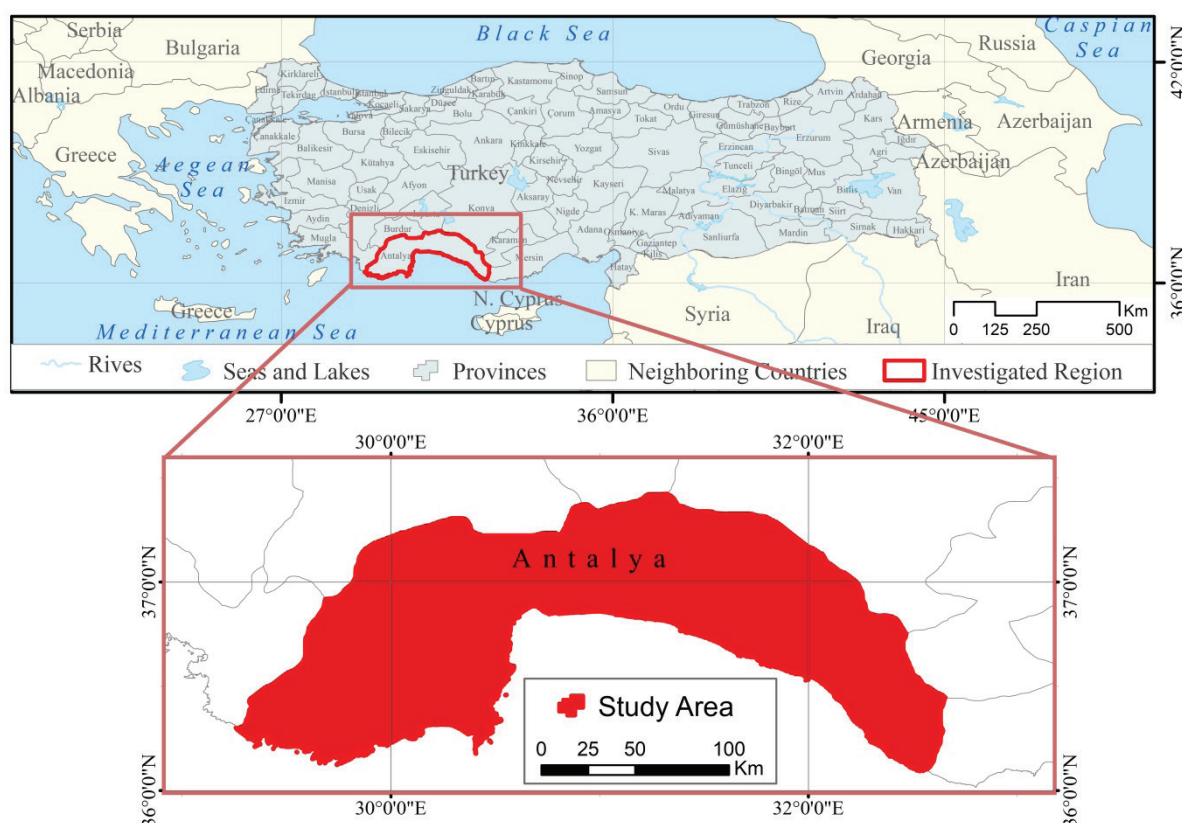 Serbia
Bulgaria
Macedonia
Albania
Greece
Black Sea
Georgia
Russia
Caspian
Sea
Armenia
Azerbaijan
Azerbaijan
Aegean
Sea
Turkey
Kirklareli
Tekirdag
Istanbul
Kocaeli
Sakarya
Zinguldak
Bartin
Karabük
Düzce
Bolu
Kastamonu
Sinop
Çankiri
Çorum
Samsun
Amasya
Tokat
Ordu
Giresun
Trabzon
Gümüshane
Bayburt
Rize
Artvin
Ardahan
Kars
Igdir
Agri
Erzurum
Erzincan
Tunceli
Bingöl
Mus
Elazig
Bitlis
Van
Diyarbakir
Batman
Siirt
Sirnak
Hakkari
Mardin
Sanliurfa
Adiyaman
Malatya
K. Maras
Gaziantep
Kilis
Hatay
Osmaniye
Adana
Kayseri
Sivas
Yozgat
Kirsehir
Nevsehir
Aksaray
Nigde
Ankara
Eskisehir
Bilecik
Bursa
Balikesir
Çanakkale
Kütahya
Manisa
Usak
Afyon
Izmir
Aydin
Denizli
Mugla
Burdur
Antalya
Konya
Karaman
Mersin
Greece
Mediterranean Sea
N. Cyprus
Cyprus
Syria
Iraq
Iran
Km
0 125 250 500
42°0'0"N
36°0'0"N
Rives
Seas and Lakes
Provinces
Neighboring Countries
Investigated Region
27°0'0"E
36°0'0"E
45°0'0"E
30°0'0"E
32°0'0"E
37°0'0"N
37°0'0"N
Antalya
Study Area
0 25 50 100
Km
36°0'0"N
36°0'0"N
30°0'0"E
32°0'0"E